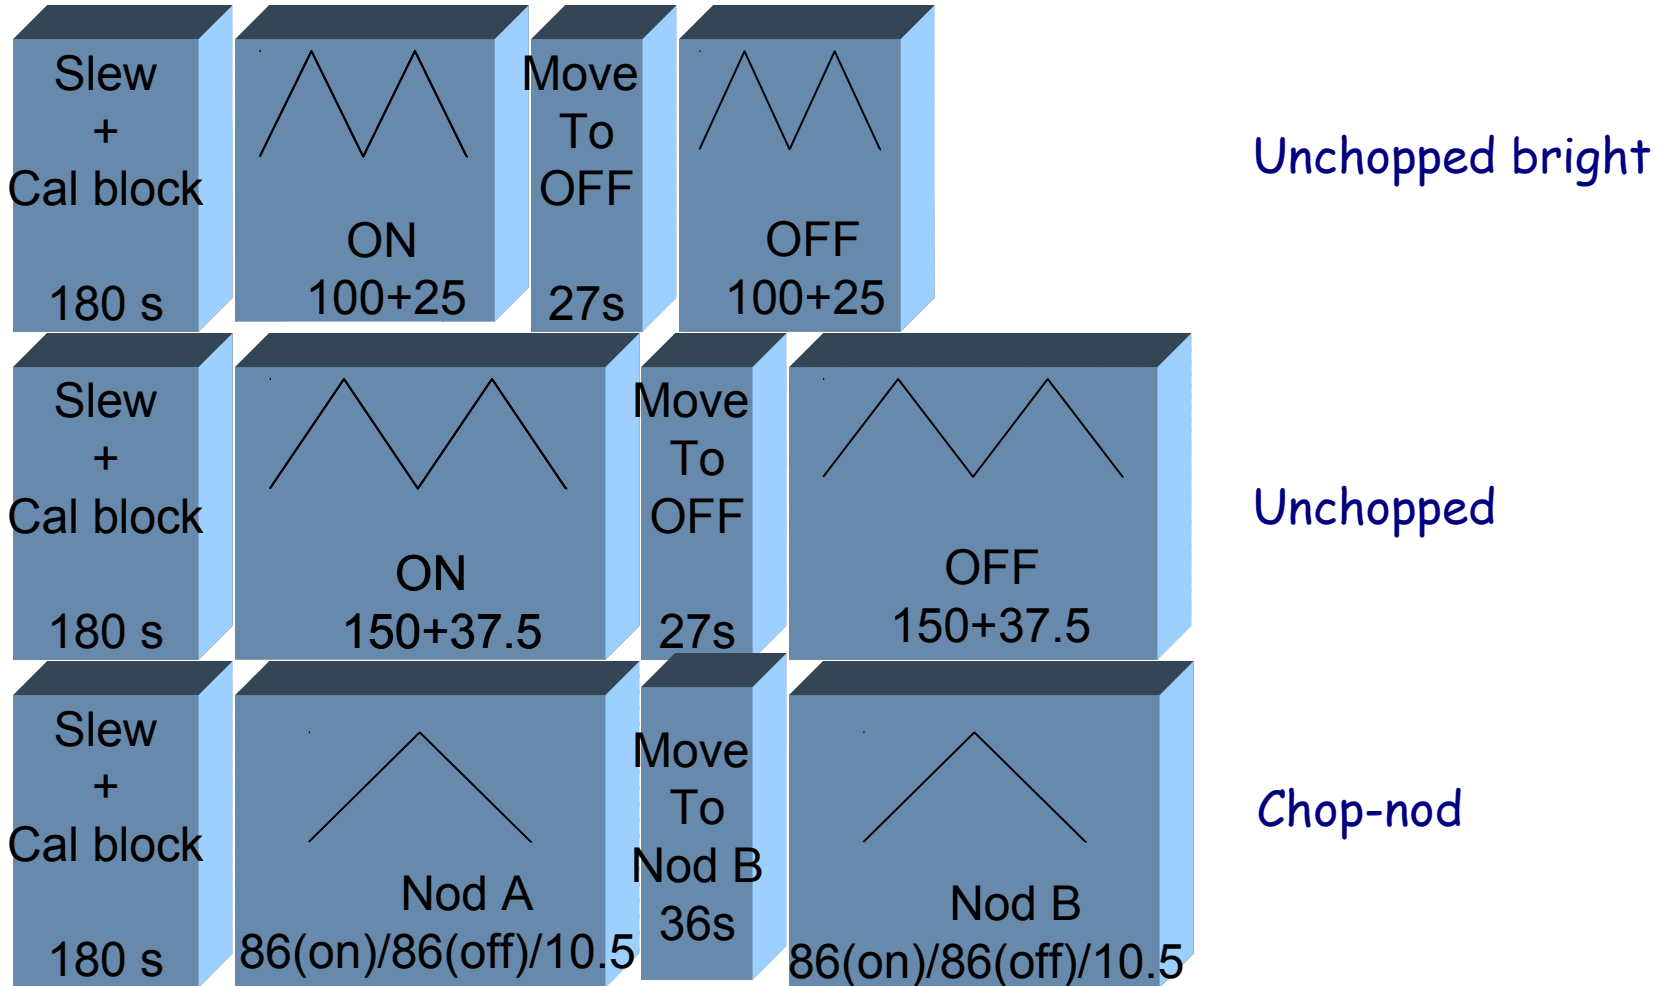 Slew
+
Cal block
180 s
ON
100+25
Move
To
OFF
27s
OFF
100+25
Unchopped bright
Slew
+
Cal block
180 s
ON
150+37.5
Move
To
OFF
27s
OFF
150+37.5
Unchopped
Slew
+
Cal block
180 s
Nod A
86(on)/86(off)/10.5
Move
To
Nod B
36s
Nod B
86(on)/86(off)/10.5
Chop-nod